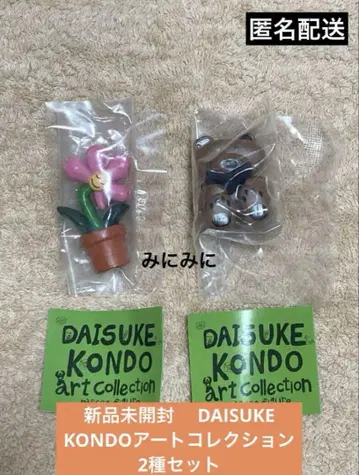 匿名配送
みにみに
DAISUKE
KONDO
art collection
DAISUKE
KONDO
art collection
新品未開封　DAISUKE
KONDOアートコレクション
2種セット